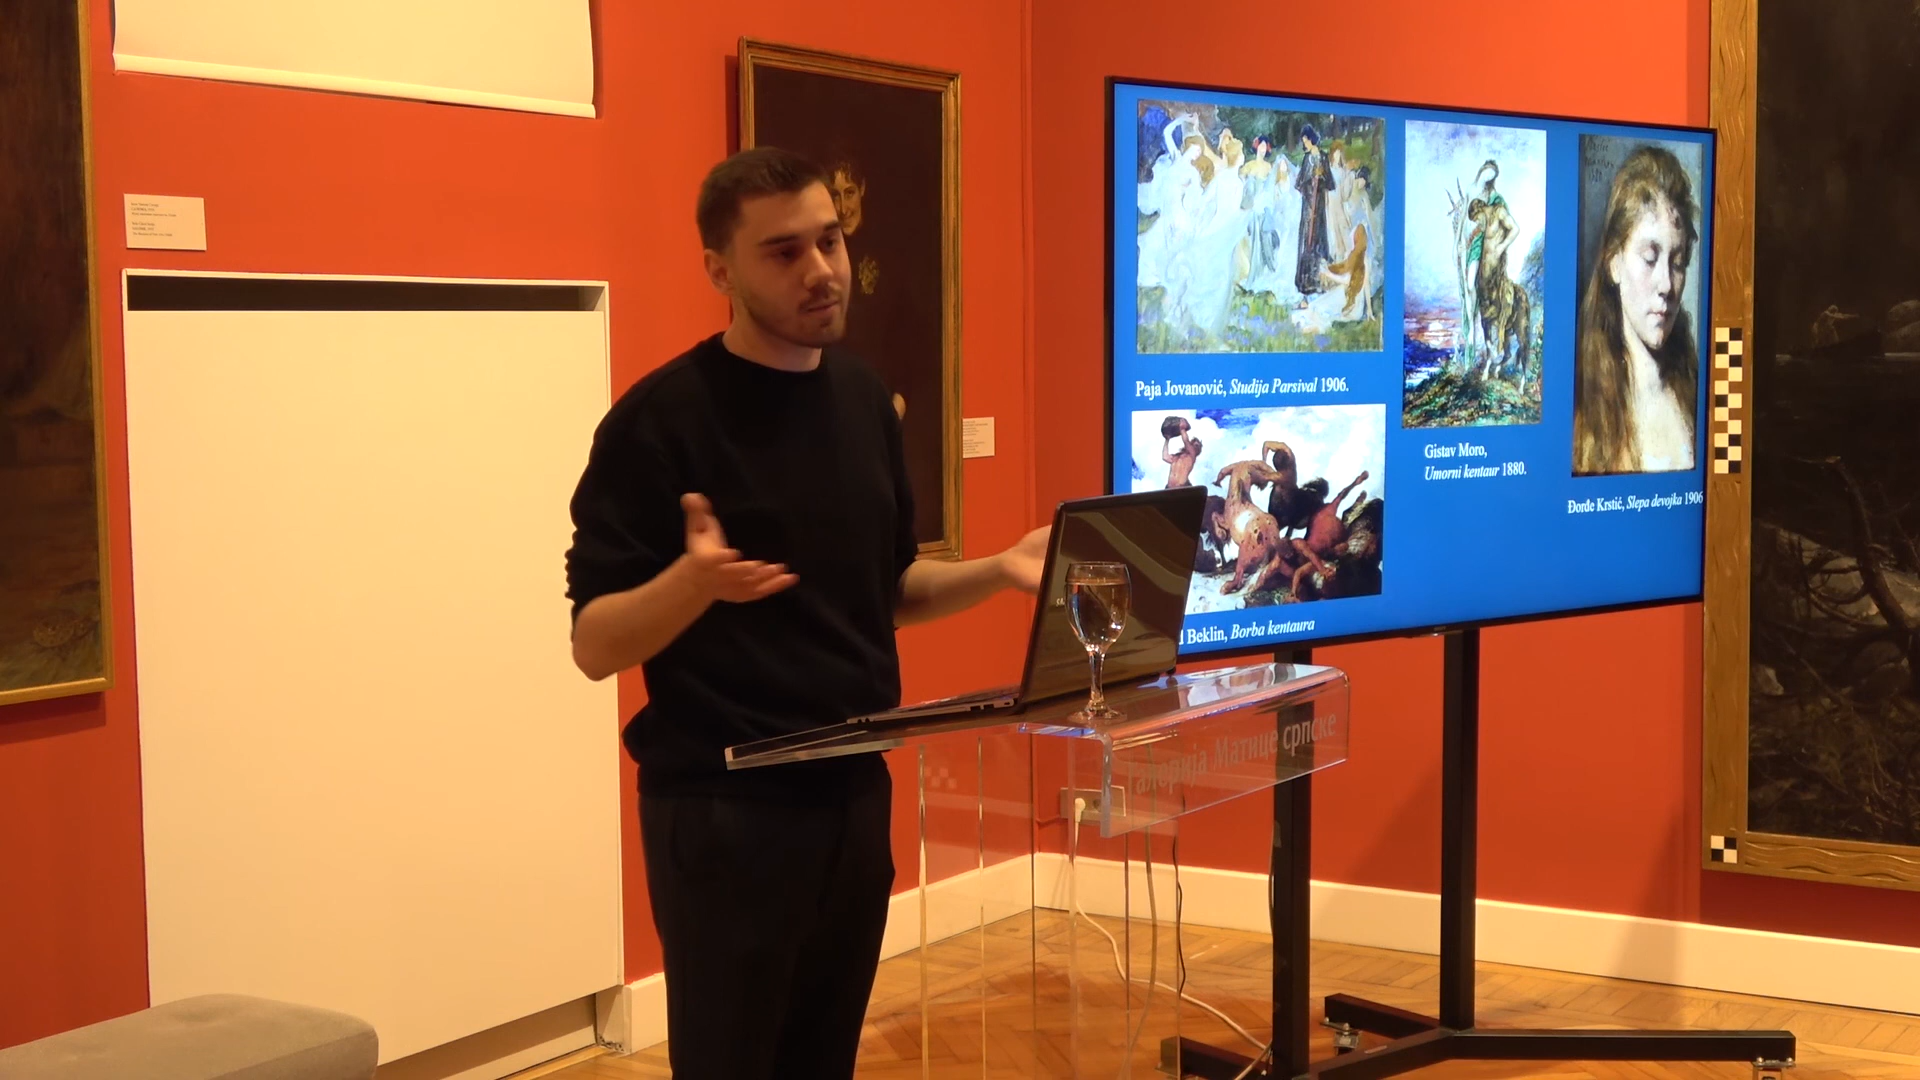 Paja Jovanović, Studija Parsival 1906.
Gistav Moro,
Umorni kentaur 1880.
Đorđe Krstić, Slepa devojka 1906
Beklin, Borba kentaura
Галерија Матице српске